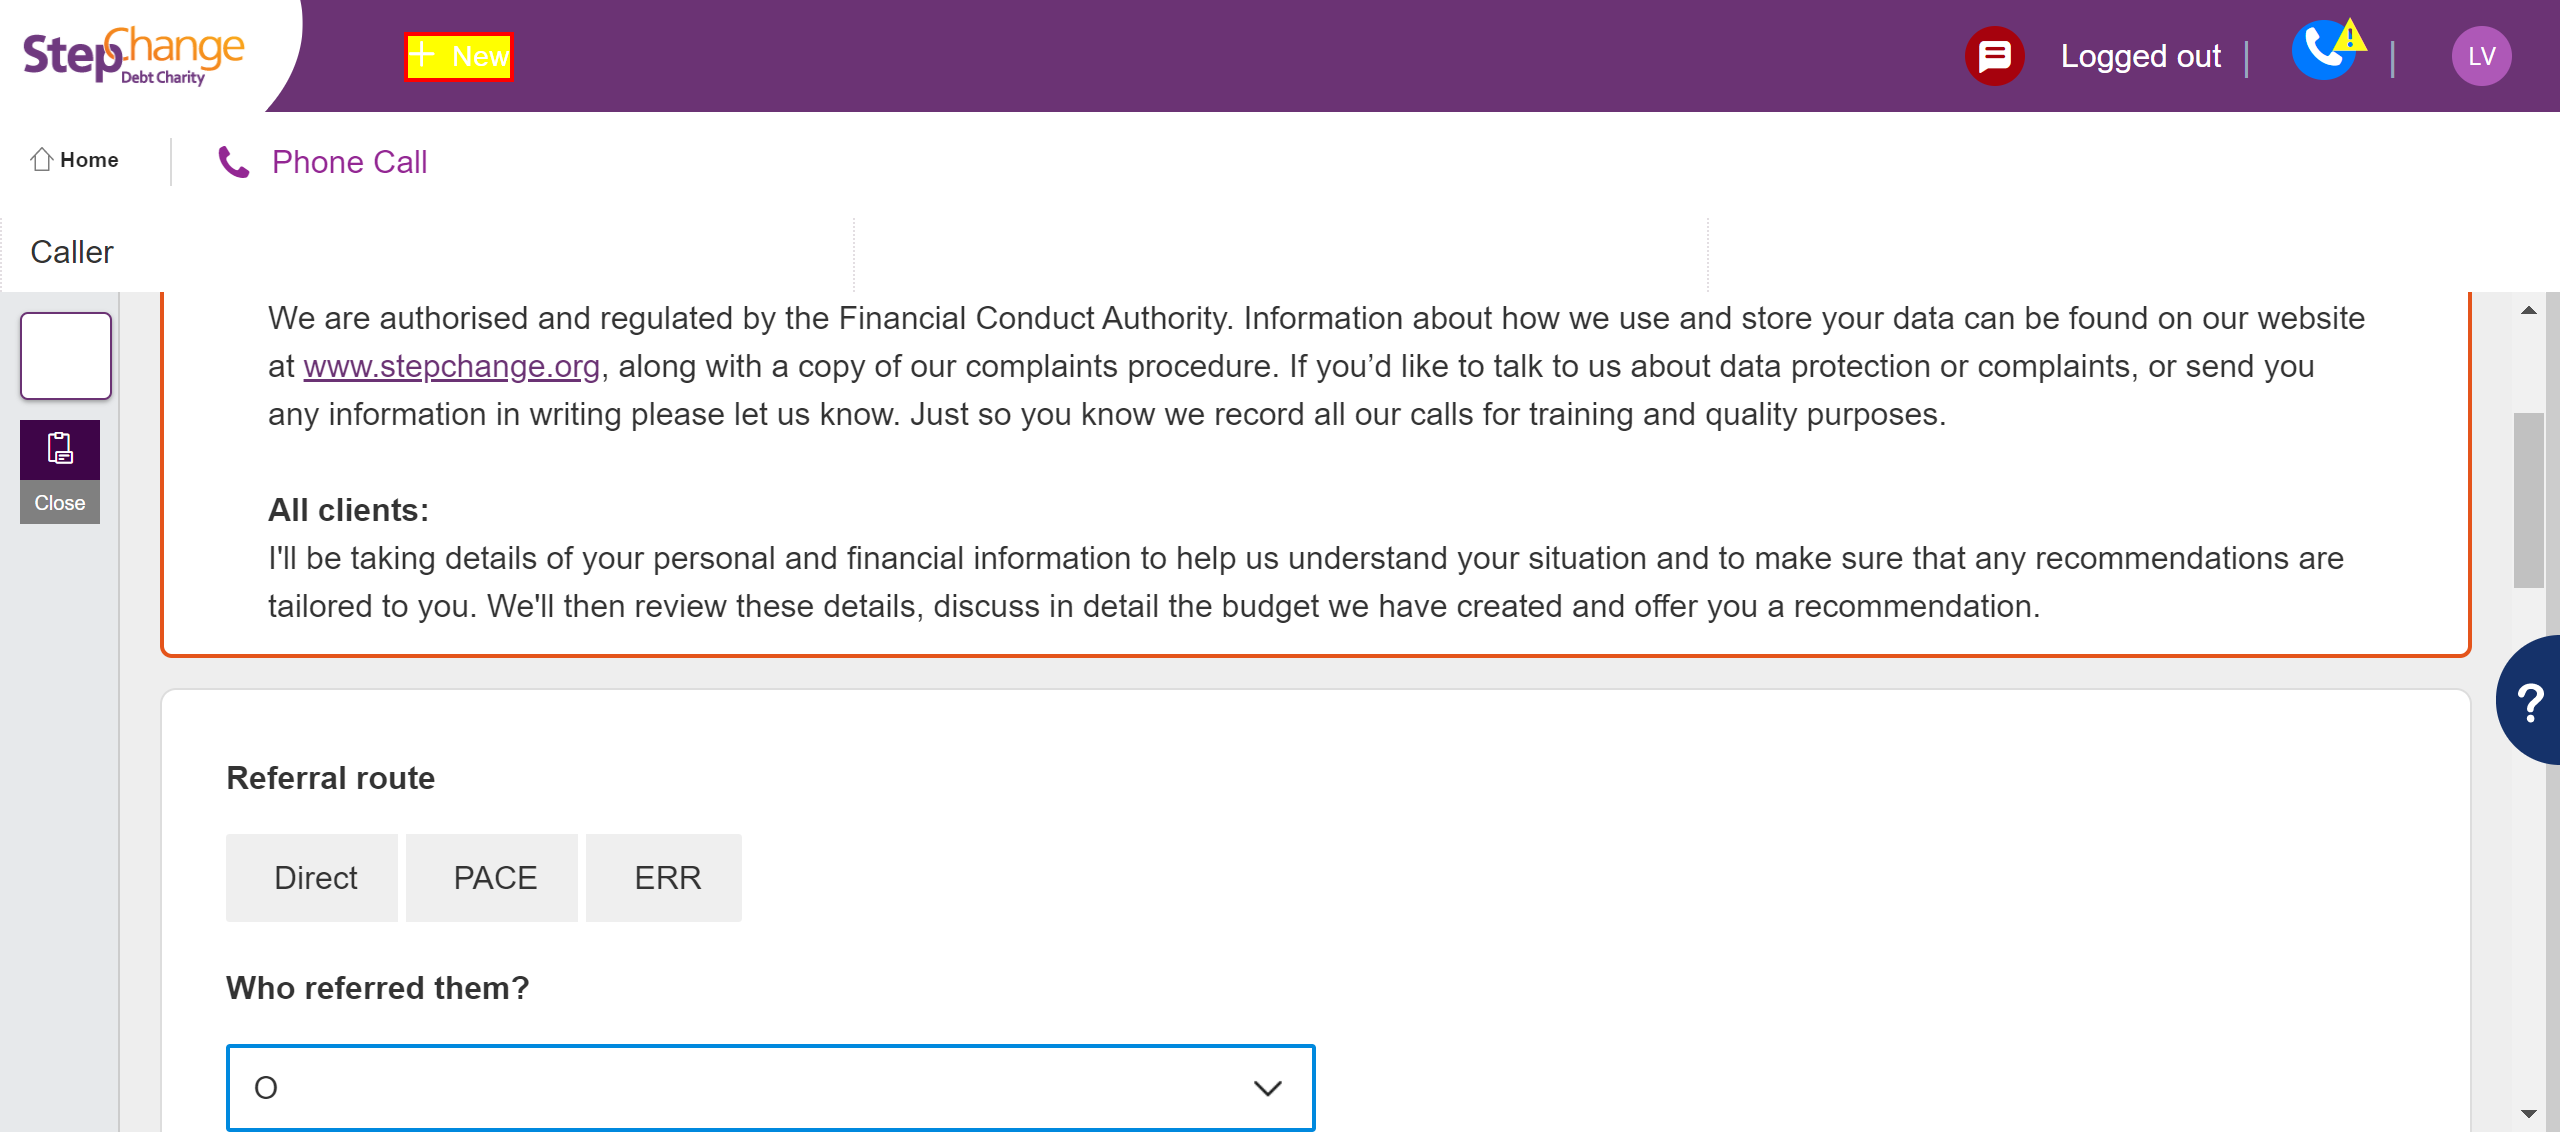 StepChange
Debt Charity
+ New
Logged out
LV
Home
Phone Call
Caller
We are authorised and regulated by the Financial Conduct Authority. Information about how we use and store your data can be found on our website
at www.stepchange.org, along with a copy of our complaints procedure. If you’d like to talk to us about data protection or complaints, or send you
any information in writing please let us know. Just so you know we record all our calls for training and quality purposes.
Close
All clients:
I'll be taking details of your personal and financial information to help us understand your situation and to make sure that any recommendations are
tailored to you. We'll then review these details, discuss in detail the budget we have created and offer you a recommendation.
?
Referral route
Direct PACE ERR
Who referred them?
O